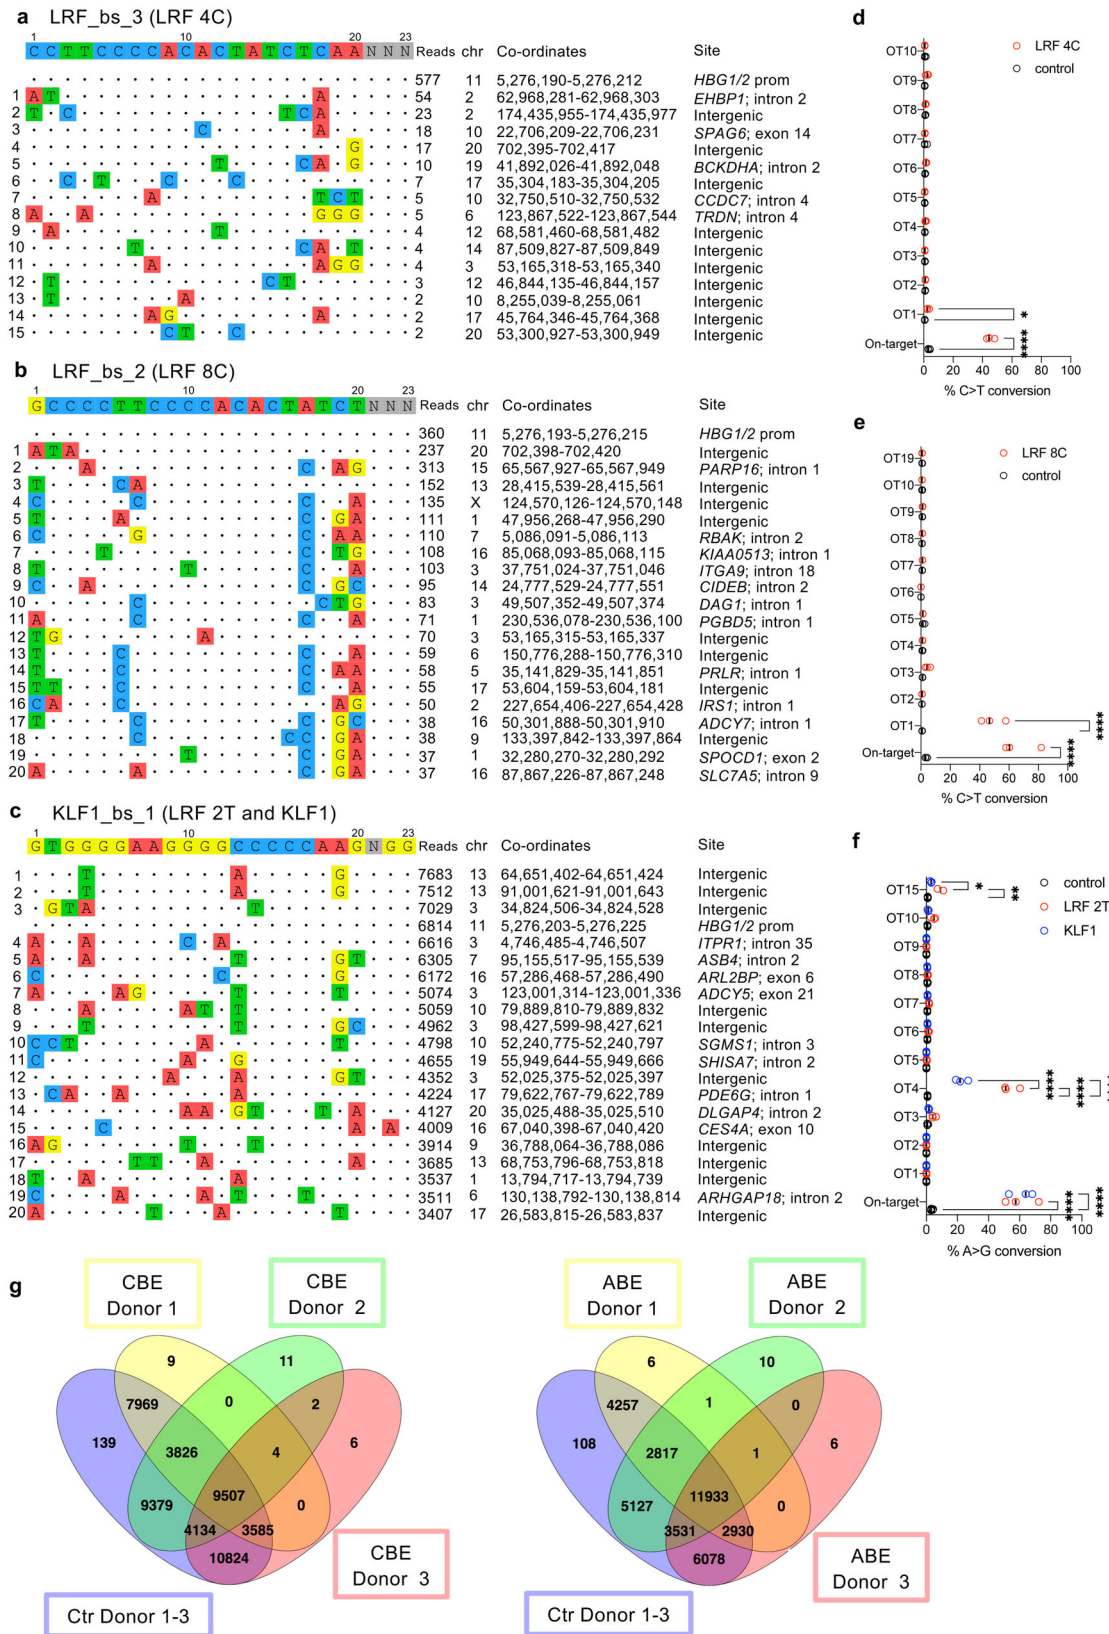 a LRF_bs_3 (LRF 4C)
1 10 20
C C T T C C C C A C A C T A T C T C A A N N N Reads chr Co-ordinates Site
577 11 5,276,190-5,276,212 HBG1/2 prom
1 A T A 54 2 62,968,281-62,968,303 EHBP1; intron 2
2 T C T C A 23 2 174,435,955-174,435,977 Intergenic
3 C A 18 10 22,706,209-22,706,231 SPAG6; exon 14
4 G 17 20 702,395-702,417 Intergenic
5 T C A G 10 19 41,892,026-41,892,048 BCKDHA; intron 2
6 C T C C 7 17 35,304,183-35,304,205 Intergenic
7 A T C T 5 10 32,750,510-32,750,532 CCDC7; intron 4
8 A A G G G 5 6 123,867,522-123,867,544 TRDN; intron 4
9 A T 4 12 68,581,460-68,581,482 Intergenic
10 T C A T 4 14 87,509,827-87,509,849 Intergenic
11 A A G G 4 3 53,165,318-53,165,340 Intergenic
12 T C T 3 12 46,844,135-46,844,157 Intergenic
13 T A 2 10 8,255,039-8,255,061 Intergenic
14 A G A 2 17 45,764,346-45,764,368 Intergenic
15 C T C 2 20 53,300,927-53,300,949 Intergenic
b LRF_bs_2 (LRF 8C)
1 10 20 23
G C C C C T T C C C C A C A C T A T C T N N N Reads chr Co-ordinates Site
360 11 5,276,193-5,276,215 HBG1/2 prom
1 A T A 237 20 702,398-702,420 Intergenic
2 A C A G 313 15 65,567,927-65,567,949 PARP16; intron 1
3 T C A 152 13 28,415,539-28,415,561 Intergenic
4 C C C A 135 X 124,570,126-124,570,148 Intergenic
5 T A C G A 111 1 47,956,268-47,956,290 Intergenic
6 C G C A A 110 7 5,086,091-5,086,113 RBAK; intron 2
7 T C T G 108 16 85,068,093-85,068,115 KIAA0513; intron 1
8 T T C A 103 3 37,751,024-37,751,046 ITGA9; intron 18
9 C A C G C 95 14 24,777,529-24,777,551 CIDEB; intron 2
10 C C T G 83 3 49,507,352-49,507,374 DAG1; intron 1
11 A C C A 71 1 230,536,078-230,536,100 PGBD5; intron 1
12 T G A 70 3 53,165,315-53,165,337 Intergenic
13 T C C A 59 6 150,776,288-150,776,310 Intergenic
14 T C C A A 58 5 35,141,829-35,141,851 PRLR; intron 1
15 T T C C A 55 17 53,604,159-53,604,181 Intergenic
16 C A C A G 50 2 227,654,406-227,654,428 IRS1; intron 1
17 T C C G C 38 16 50,301,888-50,301,910 ADCY7; intron 1
18 C C C G A 38 9 133,397,842-133,397,864 Intergenic
19 T C G A 37 1 32,280,270-32,280,292 SPOCD1; exon 2
20 A A C G A 37 16 87,867,226-87,867,248 SLC7A5; intron 9
c KLF1_bs_1 (LRF 2T and KLF1)
1 10 20 23
G T G G G G A A G G G G C C C C C A A G N G G Reads chr Co-ordinates Site
1 T A G 7683 13 64,651,402-64,651,424 Intergenic
2 T A G 7512 13 91,001,621-91,001,643 Intergenic
3 G T A T 7029 3 34,824,506-34,824,528 Intergenic
6814 11 5,276,203-5,276,225 HBG1/2 prom
4 A A C A 6616 3 4,746,485-4,746,507 ITPR1; intron 35
5 A A T G T 6305 7 95,155,517-95,155,539 ASB4; intron 2
6 C C G 6172 16 57,286,468-57,286,490 ARL2BP; exon 6
7 A A G T T 5074 3 123,001,314-123,001,336 ADCY5; exon 21
8 A A T T 5059 10 79,889,810-79,889,832 Intergenic
9 T T G C 4962 3 98,427,599-98,427,621 Intergenic
10 C C T A T 4798 10 52,240,775-52,240,797 SGMS1; intron 3
11 C A G 4655 19 55,949,644-55,949,666 SHISA7; intron 2
12 A A G T 4352 3 52,025,375-52,025,397 Intergenic
13 C A A A 4224 17 79,622,767-79,622,789 PDE6G; intron 1
14 A A G T T A 4127 20 35,025,488-35,025,510 DLGAP4; intron 2
15 C A A 4009 16 67,040,398-67,040,420 CES4A; exon 10
16 A G T T 3914 9 36,788,064-36,788,086 Intergenic
17 T T A A 3685 13 68,753,796-68,753,818 Intergenic
18 T A A 3537 1 13,794,717-13,794,739 Intergenic
19 C A A T T 3511 6 130,138,792-130,138,814 ARHGAP18; intron 2
20 A T A T 3407 17 26,583,815-26,583,837 Intergenic
d
LRF 4C
control
OT10
OT9
OT8
OT7
OT6
OT5
OT4
OT3
OT2
OT1 *
On-target ****
0 20 40 60 80 100
% C>T conversion
e
LRF 8C
control
OT19
OT10
OT9
OT8
OT7
OT6
OT5
OT4
OT3
OT2
OT1 ****
On-target ****
0 20 40 60 80 100
% C>T conversion
f
control
LRF 2T
KLF1
OT15 * **
OT10
OT9
OT8
OT7
OT6
OT5
OT4 **** ****
OT3
OT2
OT1
On-target **** ****
0 20 40 60 80 100
% A>G conversion
g
CBE
Donor 1
CBE
Donor 2
9 11
7969 0 2
139 3826 4 6
9507
9379 0
4134 3585
10824
CBE
Donor 3
Ctr Donor 1-3
ABE
Donor 1
ABE
Donor 2
6 10
4257 1 0
108 2817 1 6
11933
5127 0
3531 2930
6078
ABE
Donor 3
Ctr Donor 1-3